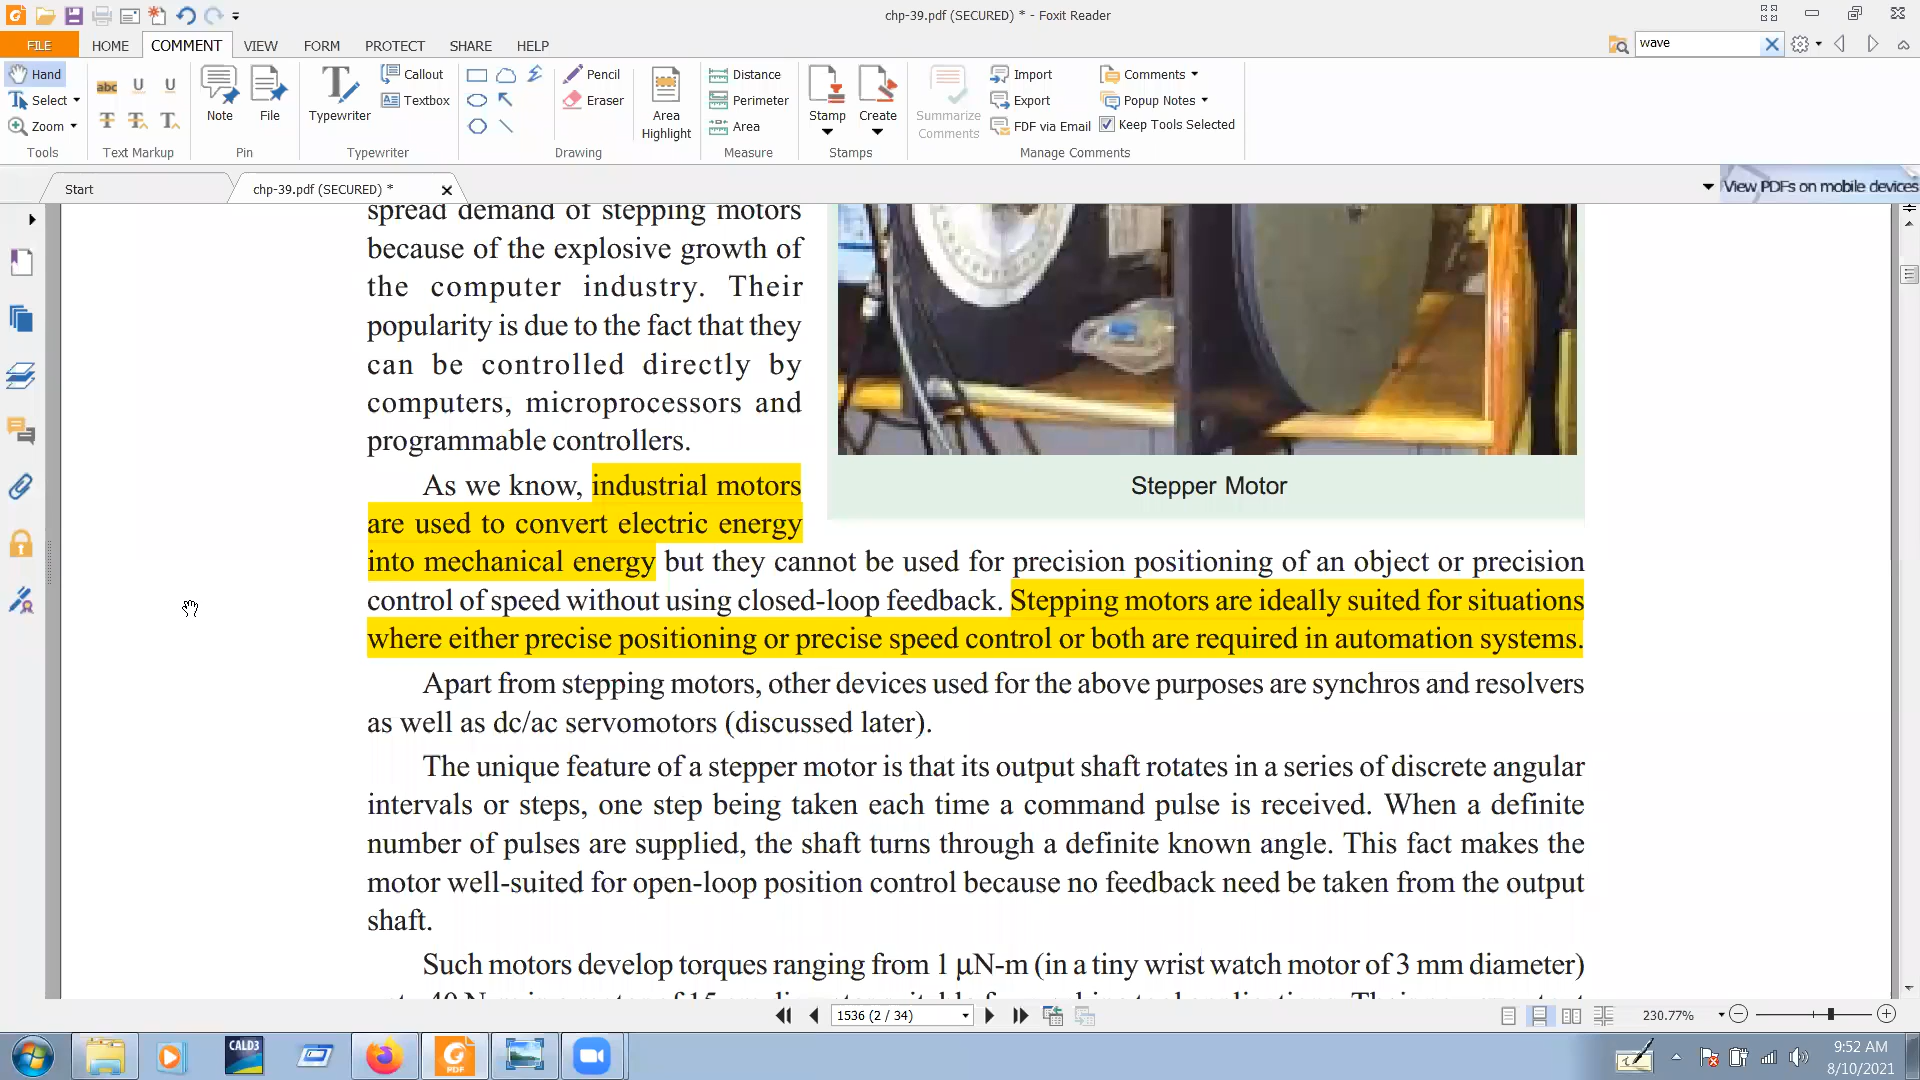 chp-39.pdf (SECURED) * - Foxit Reader
FILE HOME COMMENT VIEW FORM PROTECT SHARE HELP
wave
Hand
Select
Zoom
Tools
abc U U
T T T
Text Markup
Note
File
Pin
Typewriter
Callout
Textbox
Typewriter
Pencil
Eraser
Drawing
Area
Highlight
Distance
Perimeter
Area
Measure
Stamp
Create
Stamps
Summarize
Comments
Import
Export
FDF via Email
Comments
Popup Notes
Keep Tools Selected
Manage Comments
Start
chp-39.pdf (SECURED) *
View PDFs on mobile devices
spread demand of stepping motors
because of the explosive growth of
the computer industry. Their
popularity is due to the fact that they
can be controlled directly by
computers, microprocessors and
programmable controllers.
Stepper Motor
As we know, industrial motors
are used to convert electric energy
into mechanical energy but they cannot be used for precision positioning of an object or precision
control of speed without using closed-loop feedback. Stepping motors are ideally suited for situations
where either precise positioning or precise speed control or both are required in automation systems.
Apart from stepping motors, other devices used for the above purposes are synchros and resolvers
as well as dc/ac servomotors (discussed later).
The unique feature of a stepper motor is that its output shaft rotates in a series of discrete angular
intervals or steps, one step being taken each time a command pulse is received. When a definite
number of pulses are supplied, the shaft turns through a definite known angle. This fact makes the
motor well-suited for open-loop position control because no feedback need be taken from the output
shaft.
Such motors develop torques ranging from 1 μN-m (in a tiny wrist watch motor of 3 mm diameter)
1536 (2 / 34)
230.77%
CALD3
PDF
9:52 AM
8/10/2021